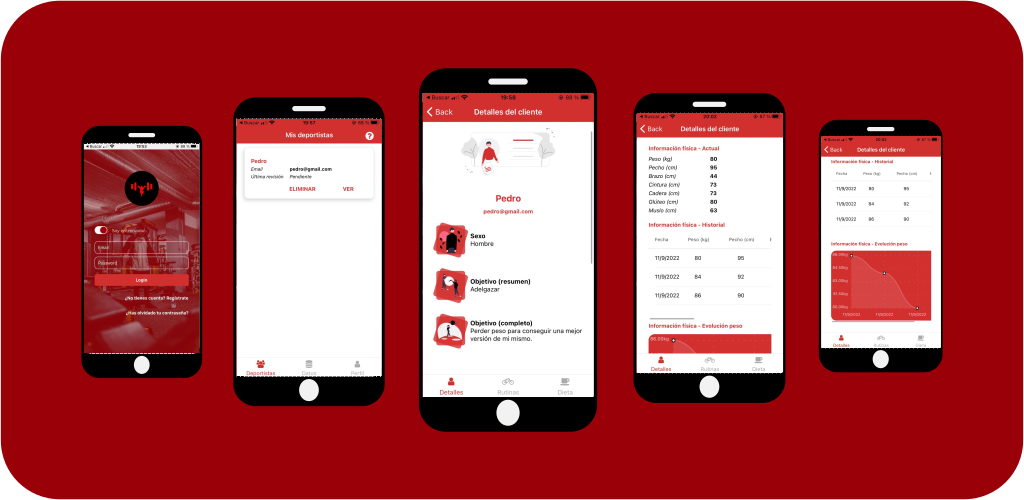 Buscar
19:53
98 %
Soy entrenador
Email
Password
Login
¿No tienes cuenta? Regístrate
¿Has olvidado tu contraseña?
Buscar
19:57
98 %
Mis deportistas
?
Pedro
Email pedro@gmail.com
Última revisión Pendiente
ELIMINAR VER
Deportistas Datos Perfil
Buscar
19:58
98 %
Back Detalles del cliente
Pedro
pedro@gmail.com
Sexo
Hombre
Objetivo (resumen)
Adelgazar
Objetivo (completo)
Perder peso para conseguir una mejor
versión de mi mismo.
Detalles Rutinas Dieta
Buscar
20:02
97 %
Back Detalles del cliente
Información física - Actual
Peso (kg) 80
Pecho (cm) 95
Brazo (cm) 44
Cintura (cm) 73
Cadera (cm) 73
Glúteo (cm) 80
Muslo (cm) 63
Información física - Historial
Fecha Peso (kg) Pecho (cm)
11/9/2022 80 95
11/9/2022 84 92
11/9/2022 86 90
Información física - Evolución peso
86.00kg
Detalles Rutinas Dieta
Buscar
97 %
Back Detalles del cliente
Información física - Historial
Fecha Peso (kg) Pecho (cm)
11/9/2022 80 95
11/9/2022 84 92
11/9/2022 86 90
Información física - Evolución peso
86.00kg
83.00kg
80.00kg
11/9/2022 11/9/2022 11/9/2022
Detalles Rutinas Dieta